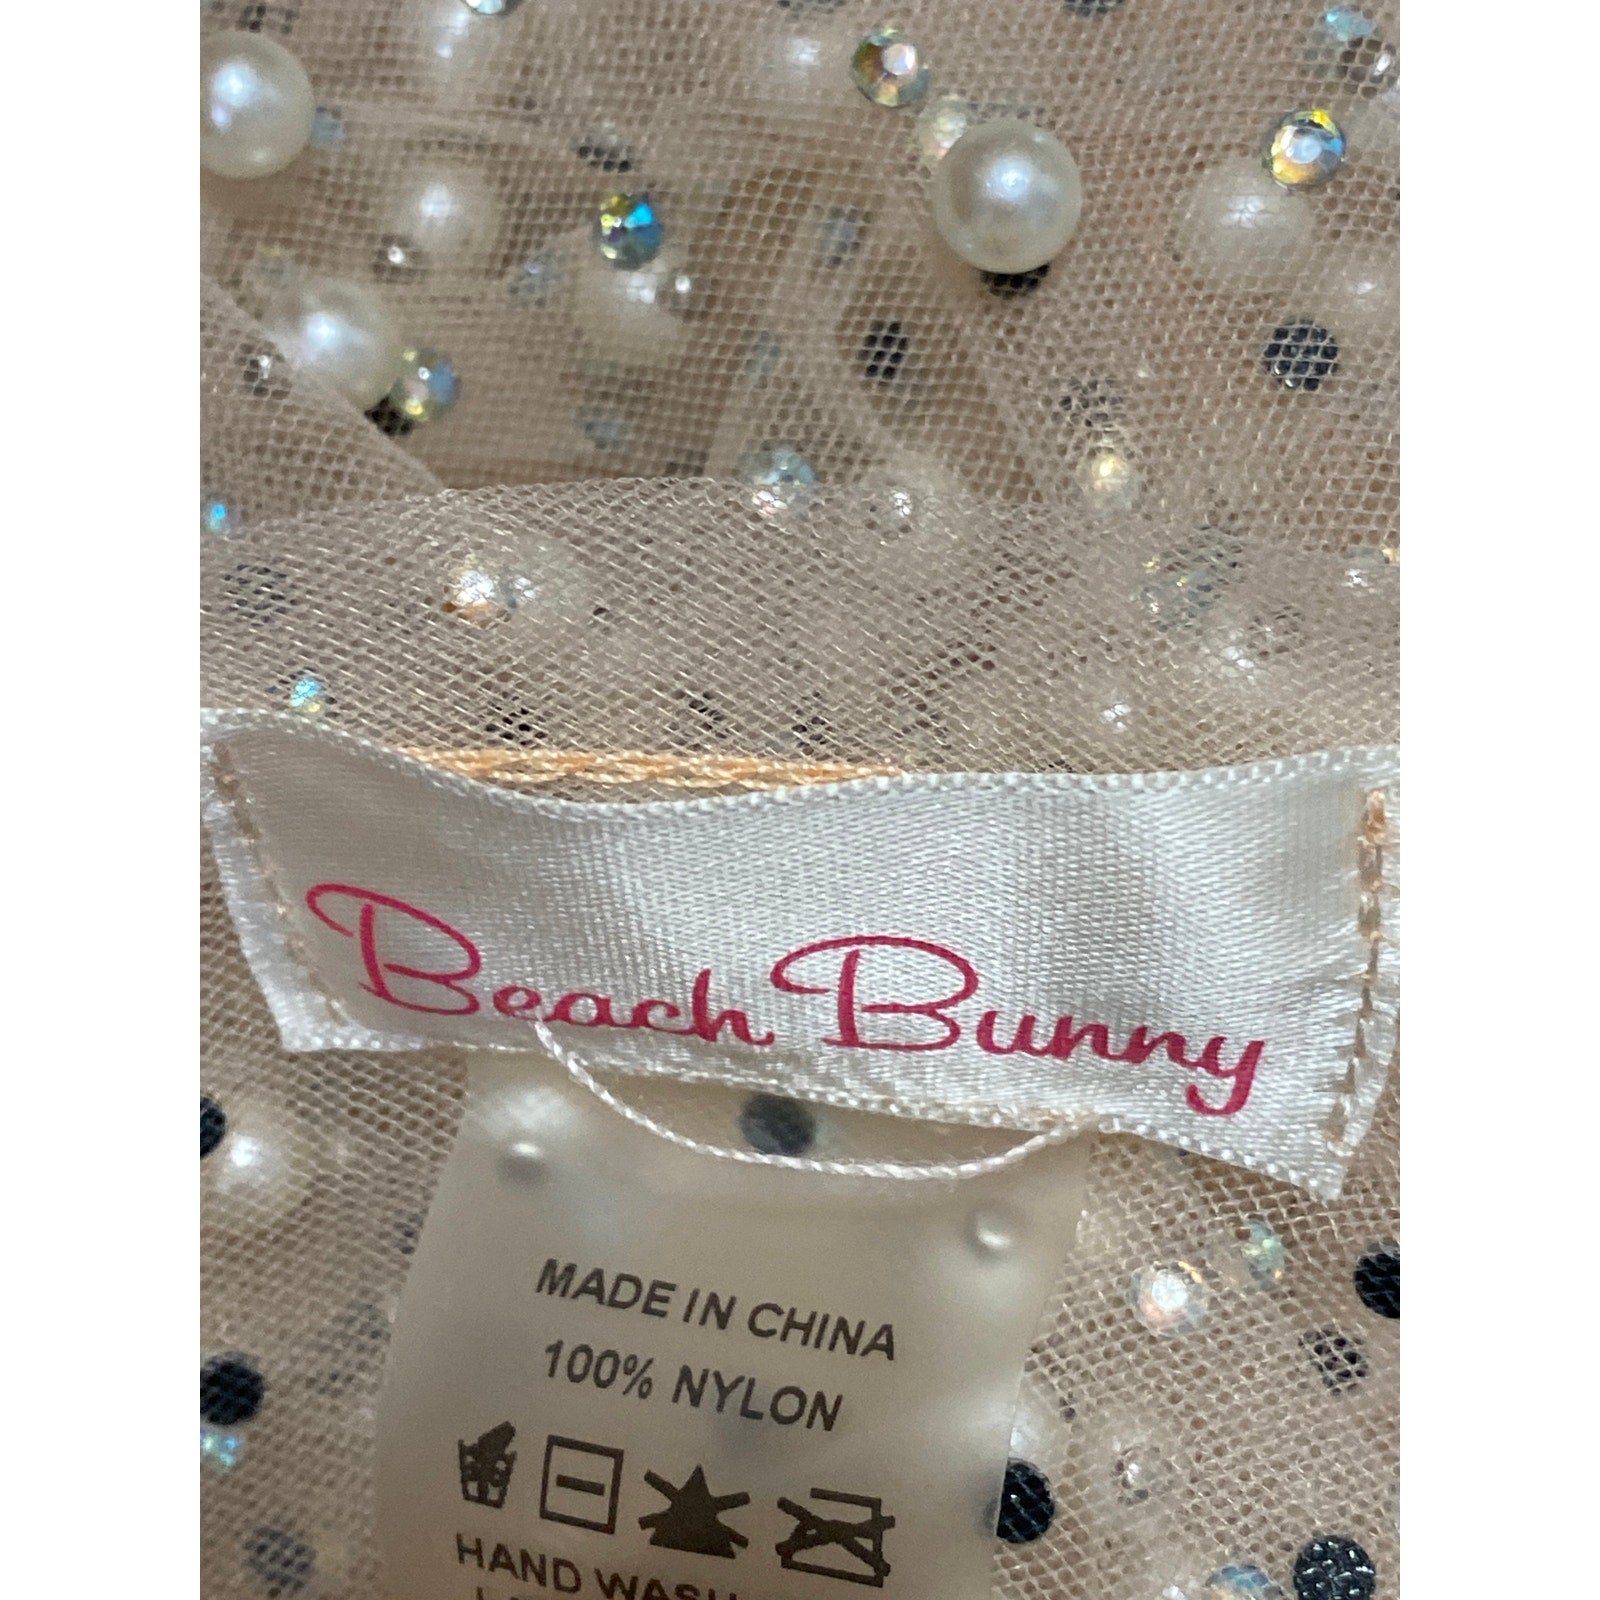 Beach Bunny
MADE IN CHINA
100% NYLON
HAND WASH